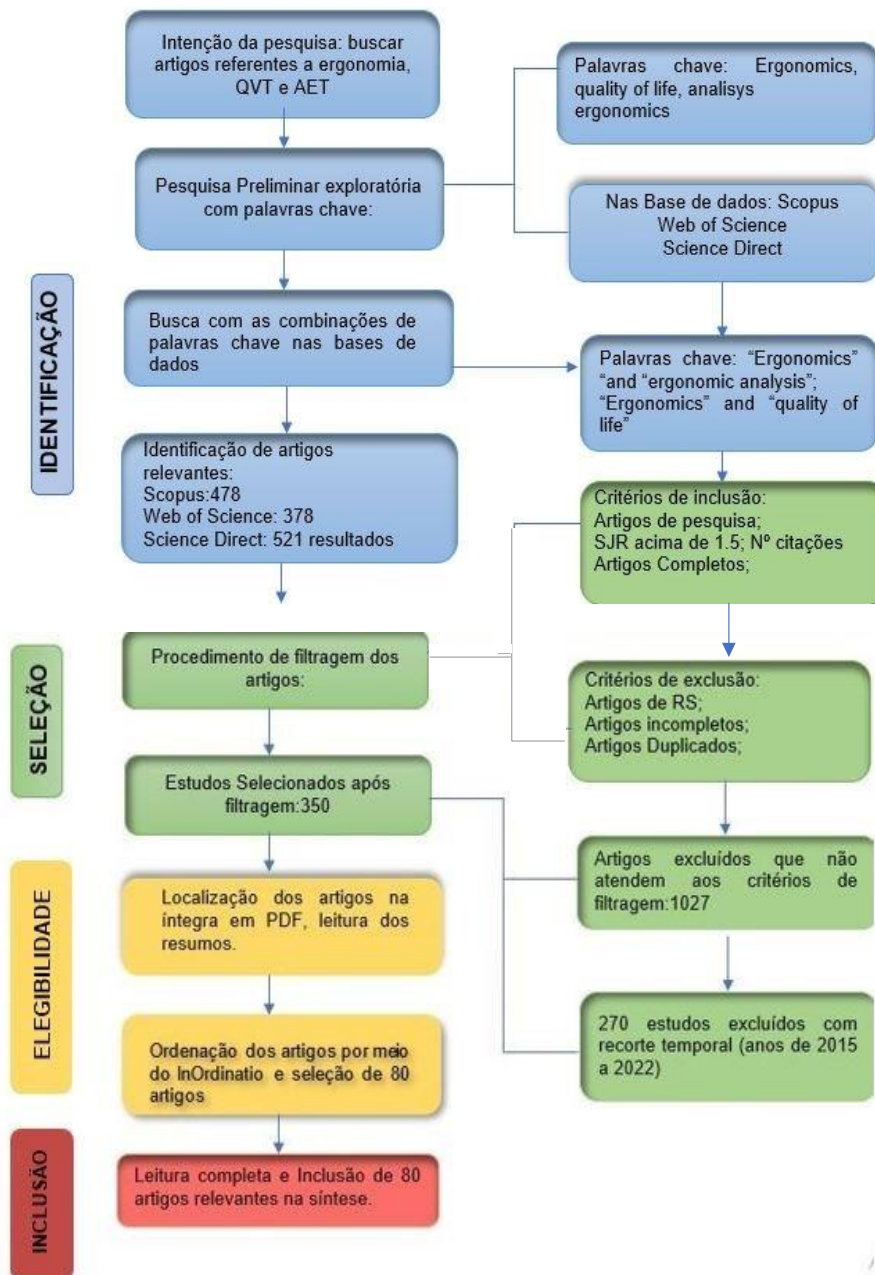 Intenção da pesquisa: buscar
artigos referentes a ergonomia,
QVT e AET
Palavras chave: Ergonomics,
quality of life, analisys
ergonomics
Pesquisa Preliminar exploratória
com palavras chave:
Nas Base de dados: Scopus
Web of Science
Science Direct
IDENTIFICAÇÃO
Busca com as combinações de
palavras chave nas bases de
dados
Palavras chave: “Ergonomics”
“and “ergonomic analysis”;
“Ergonomics” and “quality of
life”
Identificação de artigos
relevantes:
Scopus:478
Web of Science: 378
Science Direct: 521 resultados
Critérios de inclusão:
Artigos de pesquisa;
SJR acima de 1.5; Nº citações
Artigos Completos;
SELEÇÃO
Procedimento de filtragem dos
artigos:
Critérios de exclusão:
Artigos de RS;
Artigos incompletos;
Artigos Duplicados;
Estudos Selecionados após
filtragem:350
Artigos excluídos que não
atendem aos critérios de
filtragem:1027
ELEGIBILIDADE
Localização dos artigos na
íntegra em PDF, leitura dos
resumos.
270 estudos excluídos com
recorte temporal (anos de 2015
a 2022)
Ordenação dos artigos por meio
do InOrdinatio e seleção de 80
artigos
INCLUSÃO
Leitura completa e Inclusão de 80
artigos relevantes na síntese.